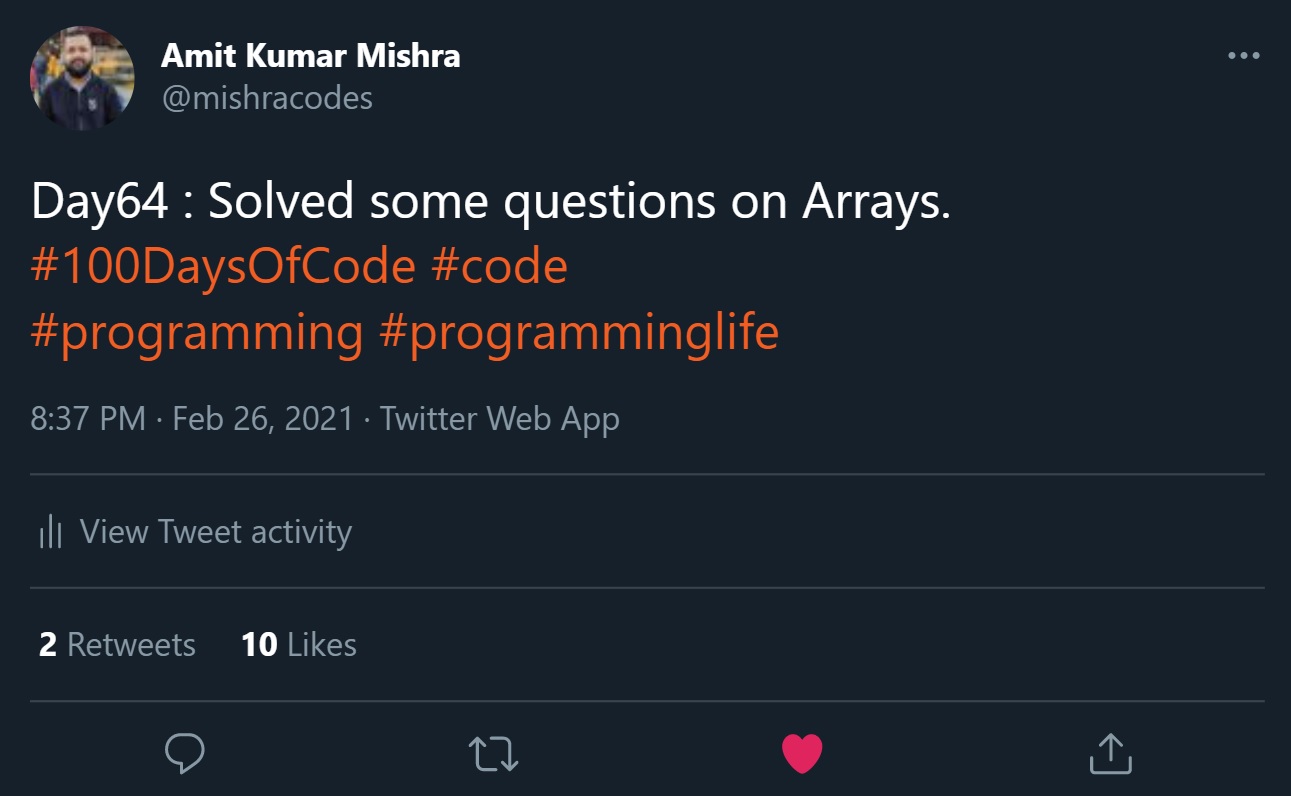 Amit Kumar Mishra
@mishracodes
Day64 : Solved some questions on Arrays.
#100DaysOfCode #code
#programming #programminglife
8:37 PM · Feb 26, 2021 · Twitter Web App
View Tweet activity
2 Retweets 10 Likes